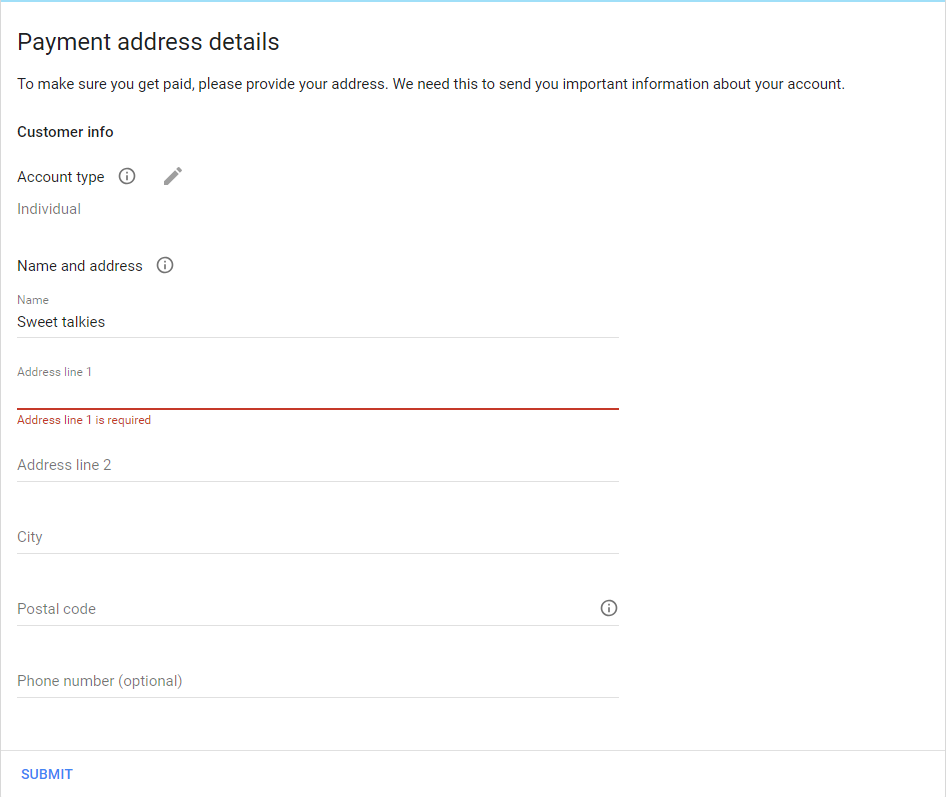 Payment address details
To make sure you get paid, please provide your address. We need this to send you important information about your account.
Customer info
Account type
Individual
Name and address
Name
Sweet talkies
Address line 1
Address line 1 is required
Address line 2
City
Postal code
Phone number (optional)
SUBMIT